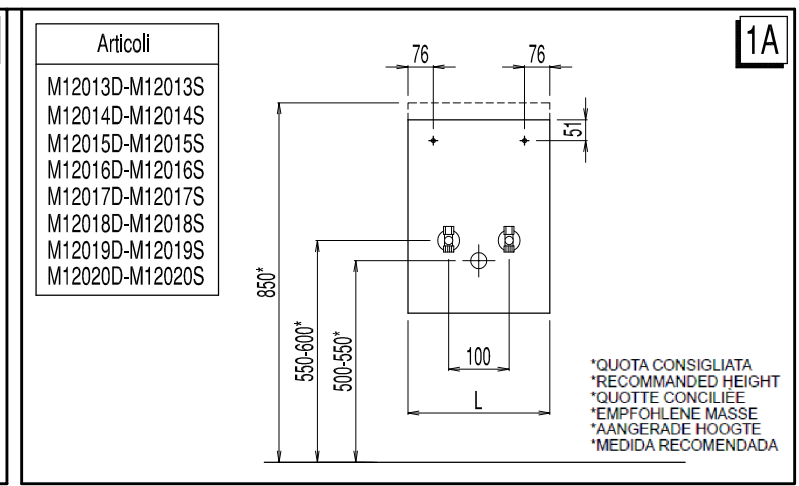 Articoli
M12013D-M12013S
M12014D-M12014S
M12015D-M12015S
M12016D-M12016S
M12017D-M12017S
M12018D-M12018S
M12019D-M12019S
M12020D-M12020S
1A
76
76
51
850*
550-600*
500-550*
100
L
*QUOTA CONSIGLIATA
*RECOMMANDED HEIGHT
*QUOTTE CONCILIÉE
*EMPFOHLENE MASSE
*AANGERADE HOOGTE
*MEDIDA RECOMENDADA